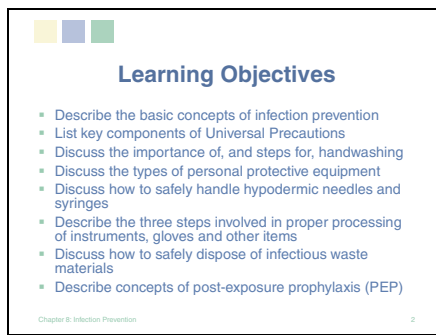 Learning Objectives
▪ Describe the basic concepts of infection prevention
▪ List key components of Universal Precautions
▪ Discuss the importance of, and steps for, handwashing
▪ Discuss the types of personal protective equipment
▪ Discuss how to safely handle hypodermic needles and
syringes
▪ Describe the three steps involved in proper processing
of instruments, gloves and other items
▪ Discuss how to safely dispose of infectious waste
materials
▪ Describe concepts of post-exposure prophylaxis (PEP)
Chapter 8: Infection Prevention 2